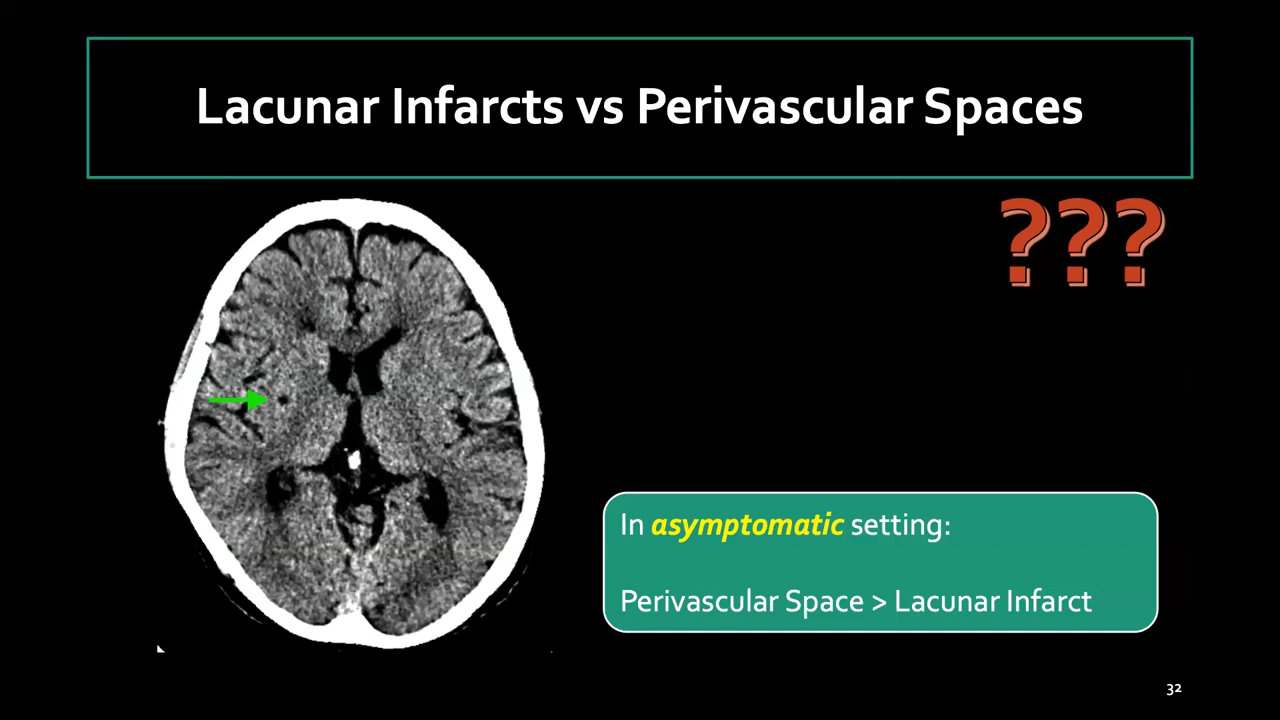 Lacunar Infarcts vs Perivascular Spaces
???
In asymptomatic setting:
Perivascular Space > Lacunar Infarct
32